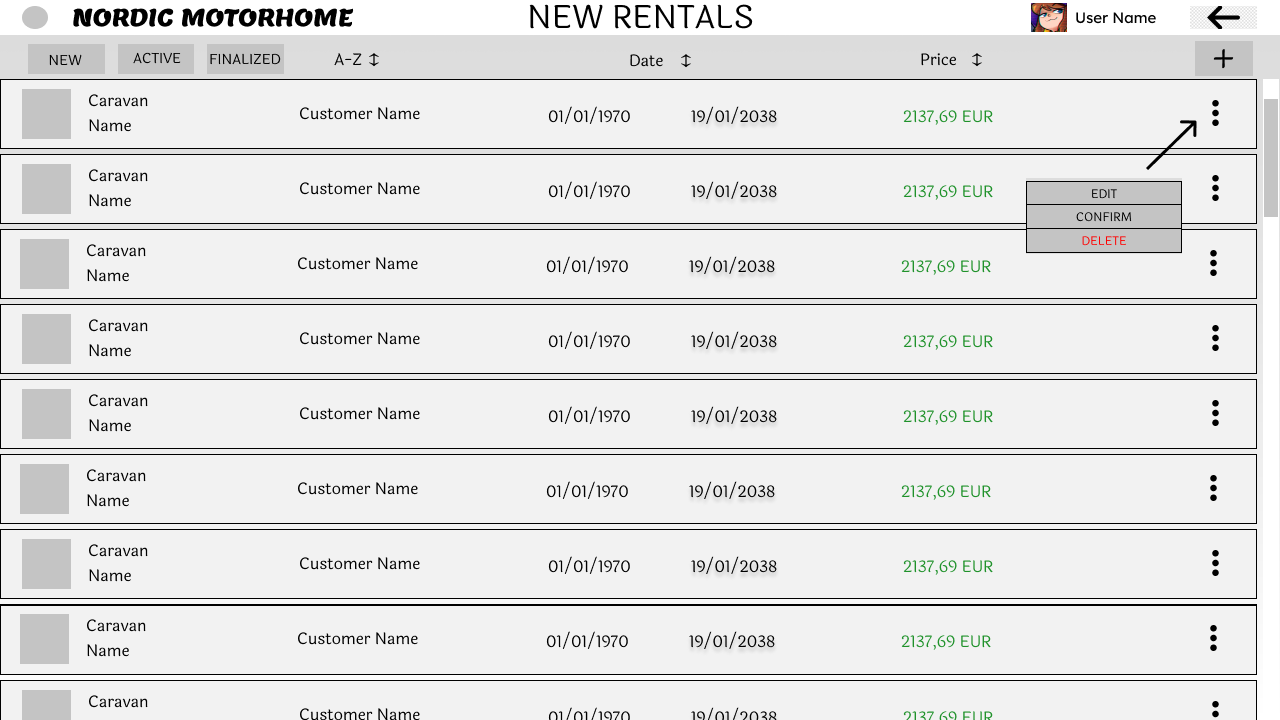 NORDIC MOTORHOME
NEW RENTALS
User Name
NEW
ACTIVE
FINALIZED
A-Z
Date
Price
Caravan
Name
Customer Name
01/01/1970
19/01/2038
2137,69 EUR
Caravan
Name
Customer Name
01/01/1970
19/01/2038
2137,69 EUR
EDIT
CONFIRM
DELETE
Caravan
Name
Customer Name
01/01/1970
19/01/2038
2137,69 EUR
Caravan
Name
Customer Name
01/01/1970
19/01/2038
2137,69 EUR
Caravan
Name
Customer Name
01/01/1970
19/01/2038
2137,69 EUR
Caravan
Name
Customer Name
01/01/1970
19/01/2038
2137,69 EUR
Caravan
Name
Customer Name
01/01/1970
19/01/2038
2137,69 EUR
Caravan
Name
Customer Name
01/01/1970
19/01/2038
2137,69 EUR
Caravan
Customer Name
01/01/1970
19/01/2038
2137,69 EUR